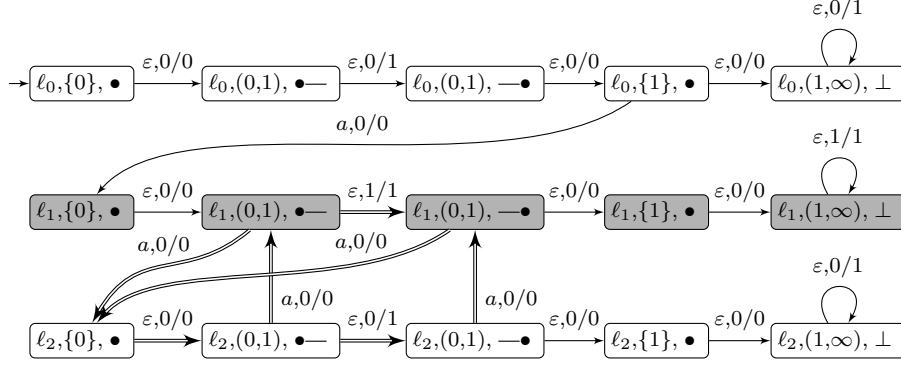 ε,0/1
ε,0/0 ε,0/1 ε,0/0 ε,0/0
ℓ0,{0}, ● ℓ0,(0,1), ●— ℓ0,(0,1), —● ℓ0,{1}, ● ℓ0,(1,∞), ⊥
a,0/0
ε,1/1
ε,0/0 ε,1/1 ε,0/0 ε,0/0
ℓ1,{0}, ● ℓ1,(0,1), ●— ℓ1,(0,1), —● ℓ1,{1}, ● ℓ1,(1,∞), ⊥
a,0/0 a,0/0
ε,0/1
a,0/0 a,0/0
ε,0/0 ε,0/1 ε,0/0 ε,0/0
ℓ2,{0}, ● ℓ2,(0,1), ●— ℓ2,(0,1), —● ℓ2,{1}, ● ℓ2,(1,∞), ⊥